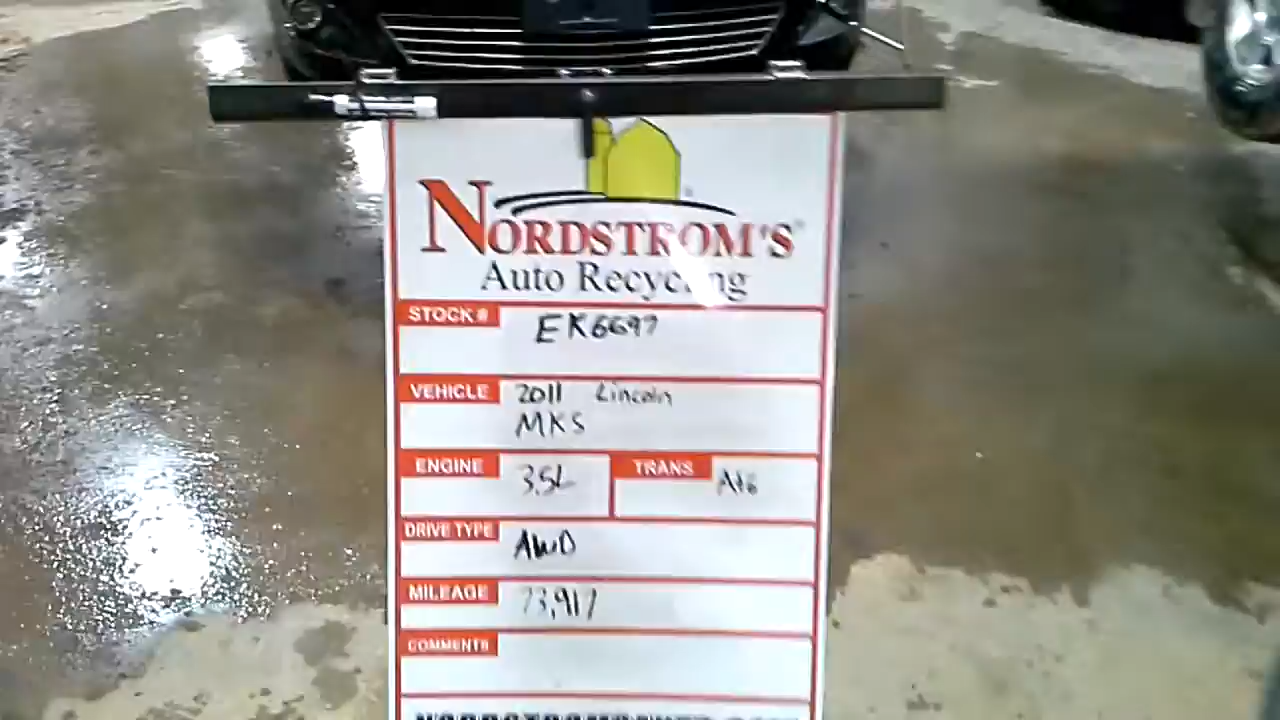 NORDSTROM'S
Auto Recycling
STOCK # EK6697
VEHICLE 2011 Lincoln
MKS
ENGINE 3.5L TRANS At6
DRIVE TYPE AWD
MILEAGE 73,917
COMMENTS